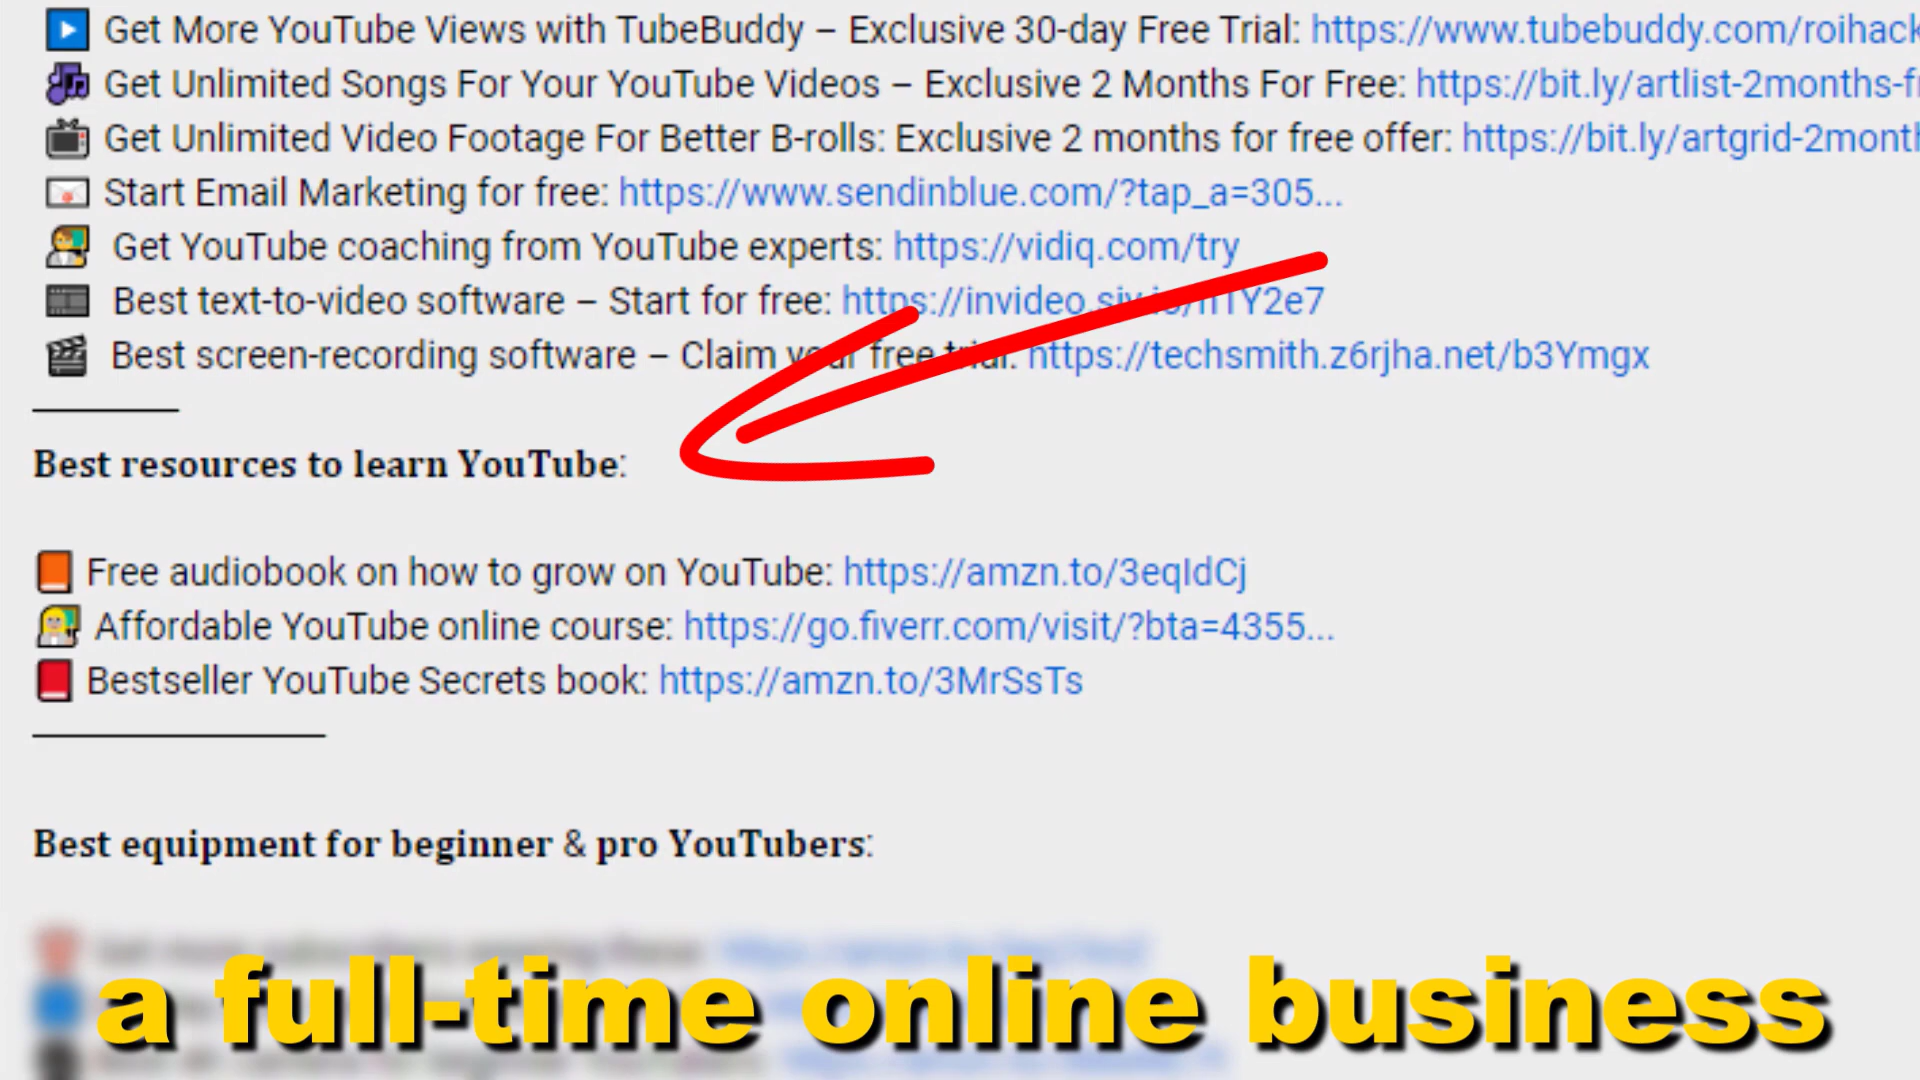 Get More YouTube Views with TubeBuddy – Exclusive 30-day Free Trial: https://www.tubebuddy.com/roihack
Get Unlimited Songs For Your YouTube Videos – Exclusive 2 Months For Free: https://bit.ly/artlist-2months-f
Get Unlimited Video Footage For Better B-rolls: Exclusive 2 months for free offer: https://bit.ly/artgrid-2month
Start Email Marketing for free: https://www.sendinblue.com/?tap_a=305...
Get YouTube coaching from YouTube experts: https://vidiq.com/try
Best text-to-video software – Start for free:
Best screen-recording software – Claim your free trial: https://techsmith.z6rjha.net/b3Ymgx
Best resources to learn YouTube:
Free audiobook on how to grow on YouTube: https://amzn.to/3eqIdCj
Affordable YouTube online course: https://go.fiverr.com/visit/?bta=4355...
Bestseller YouTube Secrets book: https://amzn.to/3MrSsTs
Best equipment for beginner & pro YouTubers:
a full-time online business